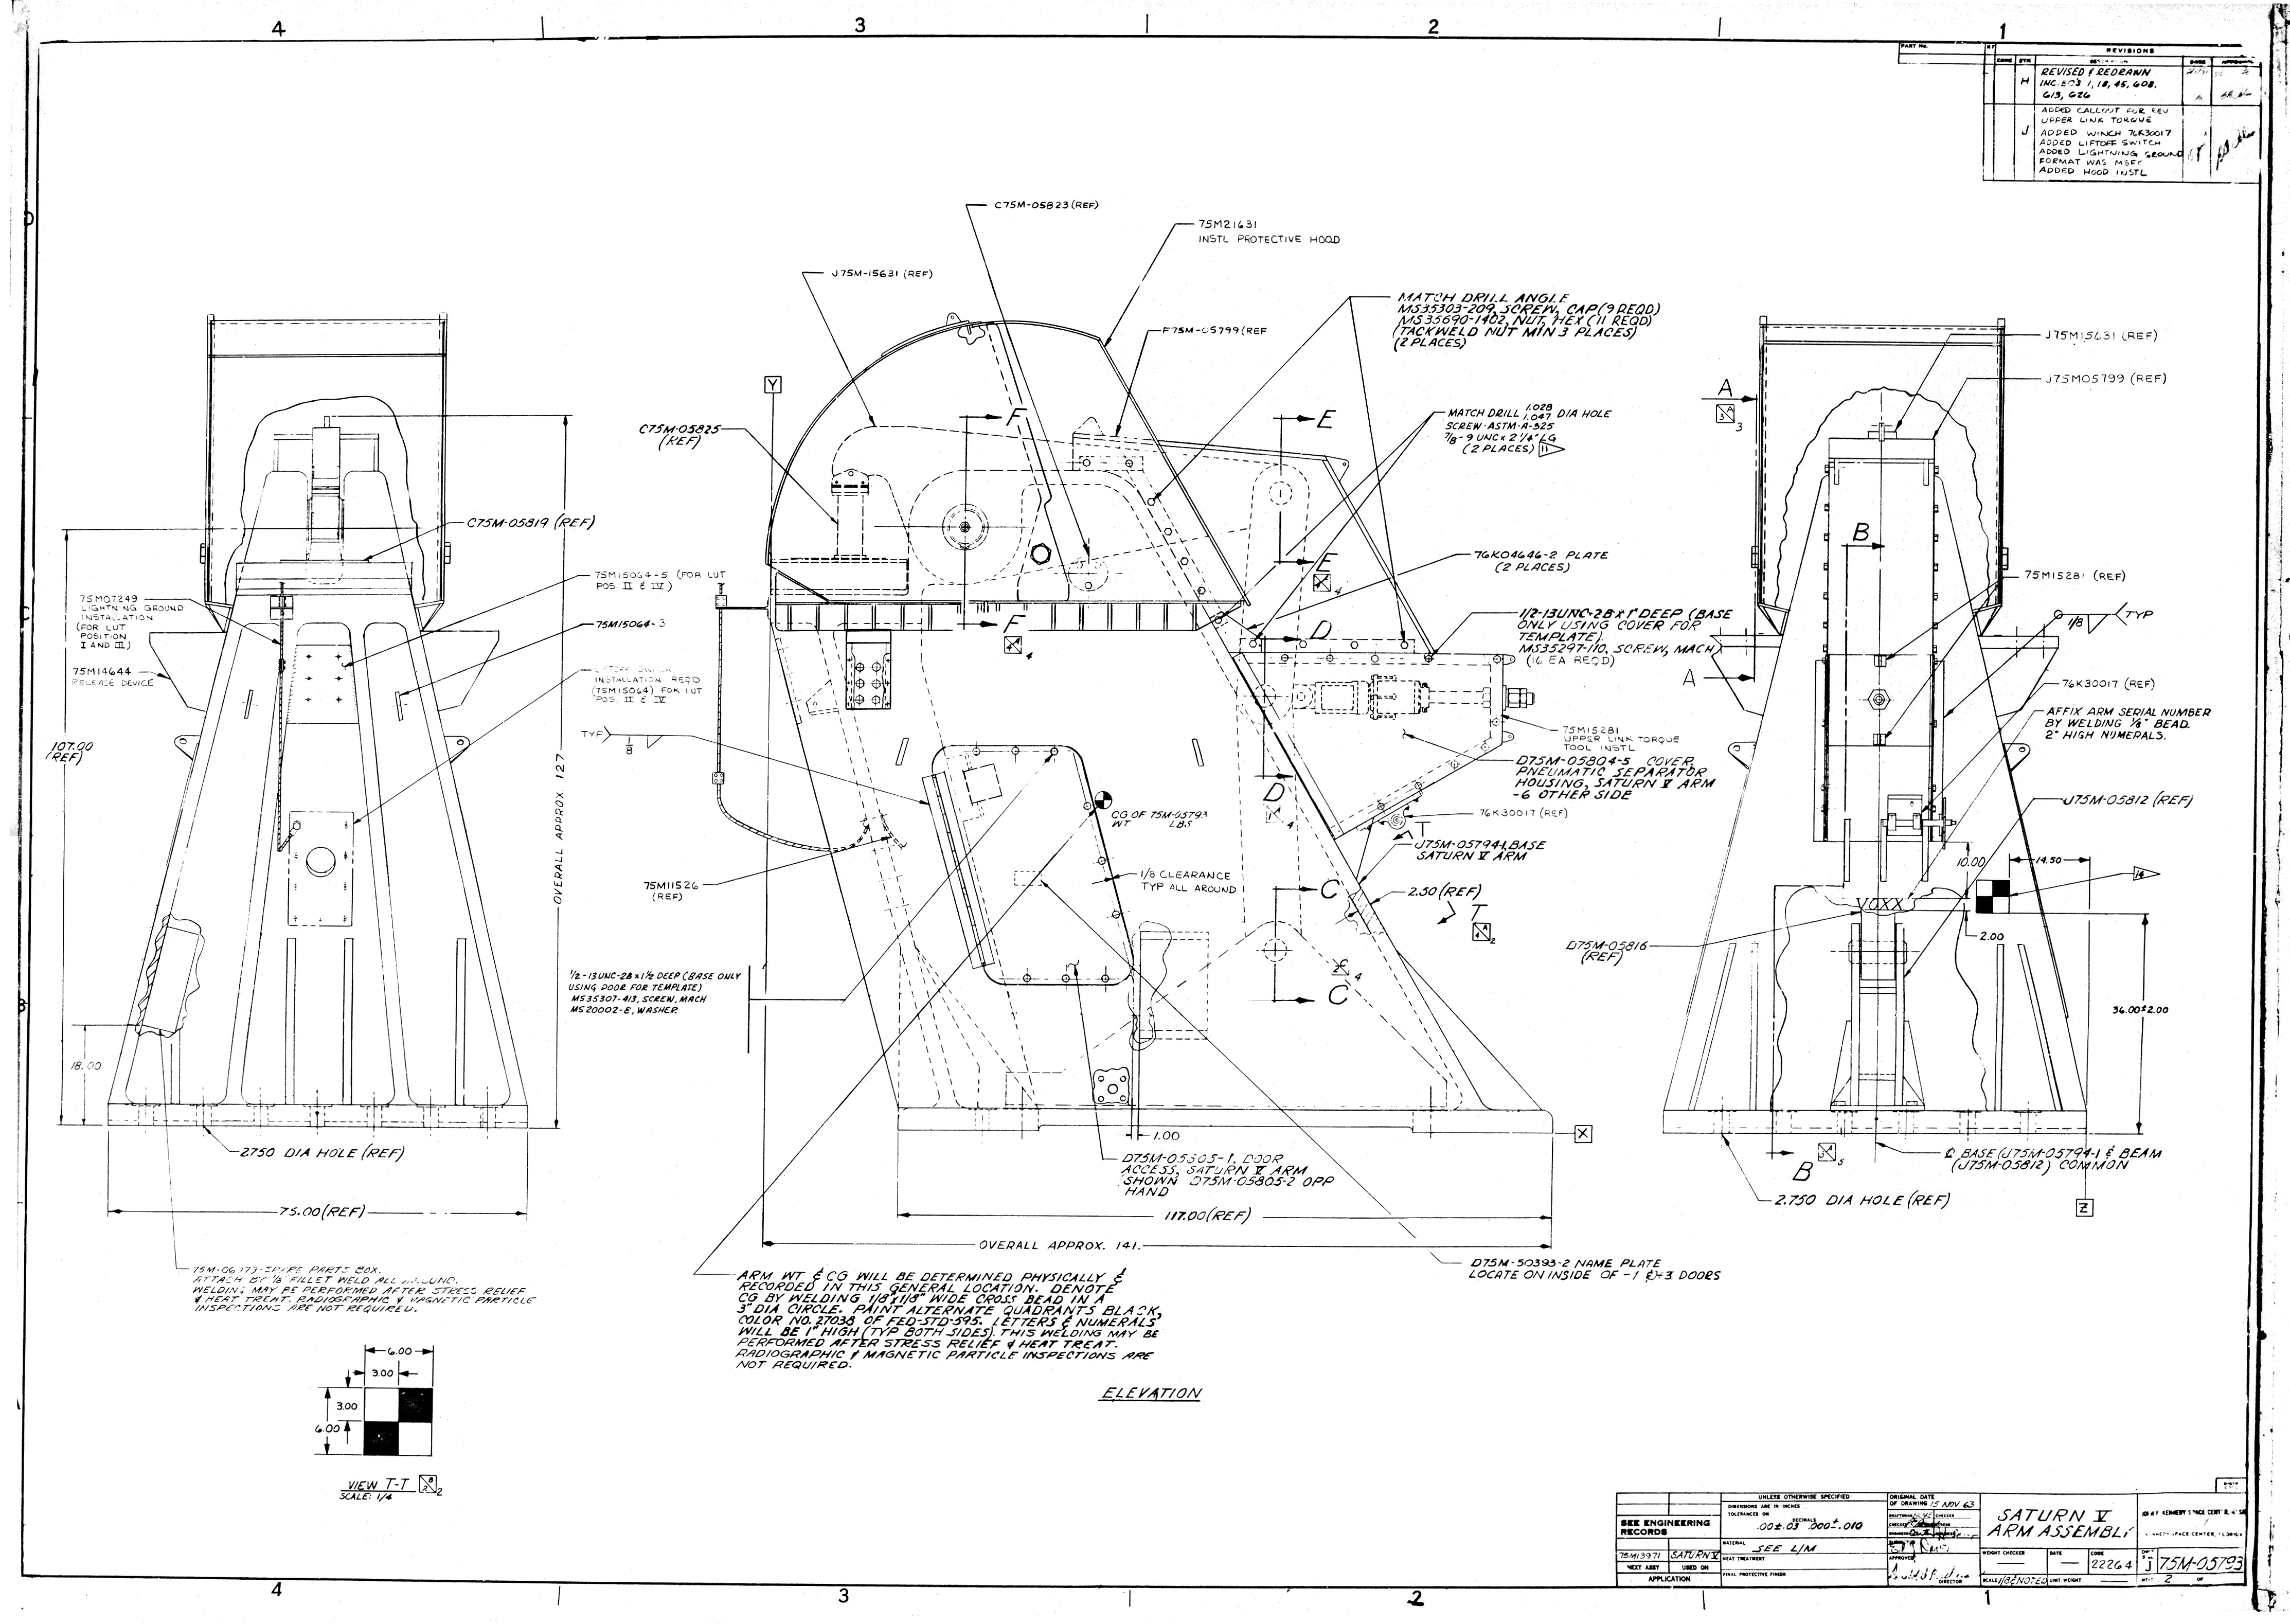 4
3
2
1
PART NO.
REVISIONS
ZONE
SYM
DATE
H
REVISED & REDRAWN
INC. EO'S 1, 18, 45, 608,
613, 626
J
ADDED CALLOUT FOR REV
UPPER LINK TORQUE
ADDED WINCH 76K30017
ADDED LIFTOFF SWITCH
ADDED LIGHTNING GROUND
FORMAT WAS MSFC
ADDED HOOD INSTL
D
C75M-05823 (REF)
75M21631
INSTL PROTECTIVE HOOD
J75M-15631 (REF)
F75M-05799 (REF
MATCH DRILL ANGLE
MS35303-209, SCREW, CAP (9 REQD)
MS35690-1402, NUT, HEX (11 REQD)
(TACKWELD NUT MIN 3 PLACES)
(2 PLACES)
J75M15631 (REF)
J75M05799 (REF)
Y
F
E
A
3
C75M-05825
(REF)
MATCH DRILL 1.028
1.047 DIA HOLE
SCREW-ASTM-A-325
7/8-9 UNC x 2 1/4" LG
(2 PLACES) 11
C75M-05819 (REF)
B
76K04646-2 PLATE
(2 PLACES)
E
4
75M15064-5 (FOR LUT
POS II & IV)
75M15281 (REF)
75M07249
LIGHTNING GROUND
INSTALLATION
(FOR LUT
POSITION
I AND III)
75M15064-3
F
4
D
1/2-13UNC-2B x 1" DEEP (BASE
ONLY USING COVER FOR
TEMPLATE)
MS35297-110, SCREW, MACH
(16 EA REQD)
1/8
TYP
75M14644
RELEASE DEVICE
LIFTOFF SWITCH
INSTALLATION REQD
(75M15064) FOR LUT
POS. II & IV
A
76K30017 (REF)
AFFIX ARM SERIAL NUMBER
BY WELDING 1/8" BEAD.
2" HIGH NUMERALS.
107.00
(REF)
OVERALL APPROX. 127
TYP
1/8
75M15281
UPPER LINK TORQUE
TOOL INSTL
D75M-05804-5 COVER
PNEUMATIC SEPARATOR
HOUSING, SATURN V ARM
-6 OTHER SIDE
D
4
CG OF 75M-05793
WT LBS
76K30017 (REF)
J75M-05812 (REF)
T
J75M-05794-1, BASE
SATURN V ARM
75M11526
(REF)
1/8 CLEARANCE
TYP ALL AROUND
C
2.50 (REF)
T
2
10.00
14.50
14
VOXX
2.00
D75M-05816
(REF)
1/2-13UNC-2B x 1 1/2 DEEP (BASE ONLY
USING DOOR FOR TEMPLATE)
MS35307-413, SCREW, MACH
MS20002-8, WASHER
4
C
B
36.00±2.00
18.00
1.00
X
2.750 DIA HOLE (REF)
D75M-05805-1, DOOR
ACCESS, SATURN V ARM
SHOWN D75M-05805-2 OPP
HAND
B
5
℄ BASE (J75M-05794-1 & BEAM
(J75M-05812) COMMON
2.750 DIA HOLE (REF)
Z
75.00 (REF)
117.00 (REF)
OVERALL APPROX. 141.
SPARE PARTS BOX.
ATTACH BY 1/8 FILLET WELD ALL AROUND.
WELDING MAY BE PERFORMED AFTER STRESS RELIEF
& HEAT TREAT. RADIOGRAPHIC & MAGNETIC PARTICLE
INSPECTIONS ARE NOT REQUIRED.
ARM WT & CG WILL BE DETERMINED PHYSICALLY &
RECORDED IN THIS GENERAL LOCATION. DENOTE
CG BY WELDING 1/8"x1/8" WIDE CROSS BEAD IN A
3" DIA CIRCLE. PAINT ALTERNATE QUADRANTS BLACK,
COLOR NO. 27038 OF FED-STD-595. LETTERS & NUMERALS
WILL BE 1" HIGH (TYP BOTH SIDES). THIS WELDING MAY BE
PERFORMED AFTER STRESS RELIEF & HEAT TREAT.
RADIOGRAPHIC & MAGNETIC PARTICLE INSPECTIONS ARE
NOT REQUIRED.
D75M-50393-2 NAME PLATE
LOCATE ON INSIDE OF -1 & -3 DOORS
ELEVATION
6.00
3.00
3.00
6.00
VIEW T-T
2
SCALE: 1/4
SEE ENGINEERING
RECORDS
75M13971
SATURN V
NEXT ASSY
USED ON
APPLICATION
UNLESS OTHERWISE SPECIFIED
DIMENSIONS ARE IN INCHES
TOLERANCES ON
DECIMALS
.00±.03 .000±.010
MATERIAL
SEE L/M
HEAT TREATMENT
FINAL PROTECTIVE FINISH
ORIGINAL DATE
OF DRAWING 15 NOV 63
CHECKER
APPROVED
DIRECTOR
SATURN V
ARM ASSEMBLY
JOHN F. KENNEDY SPACE CENTER, NASA
KENNEDY SPACE CENTER, FLORIDA
WEIGHT CHECKER
DATE
CODE
22264
J
75M-05793
SCALE 1/8 & NOTED
UNIT WEIGHT
2
OF
4
3
2
1